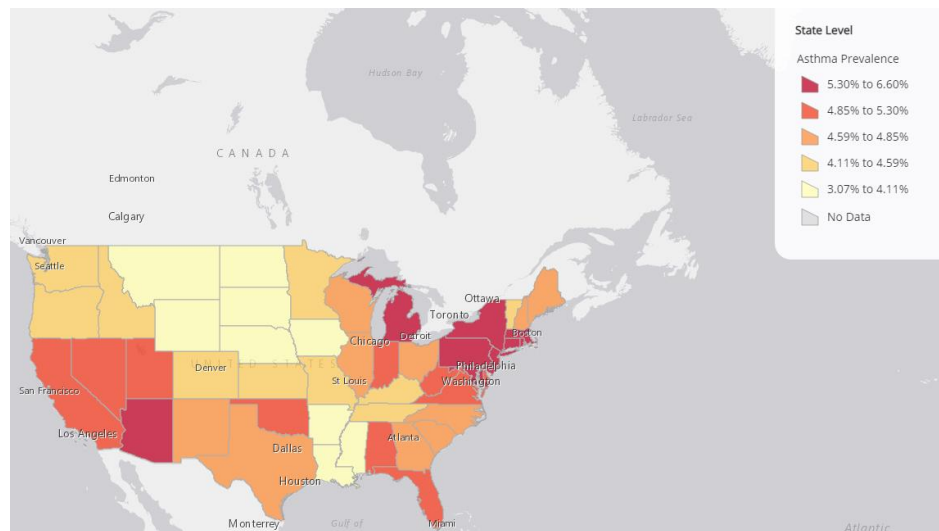 State Level
Asthma Prevalence
5.30% to 6.60%
4.85% to 5.30%
4.59% to 4.85%
4.11% to 4.59%
3.07% to 4.11%
No Data
Hudson Bay
Labrador Sea
CANADA
Edmonton
Calgary
Vancouver
Seattle
Ottawa
Toronto
Boston
Detroit
Chicago
UNITED STATES
Denver
St Louis
Philadelphia
Washington
San Francisco
Los Angeles
Atlanta
Dallas
Houston
Monterrey
Gulf of
Miami
Atlantic